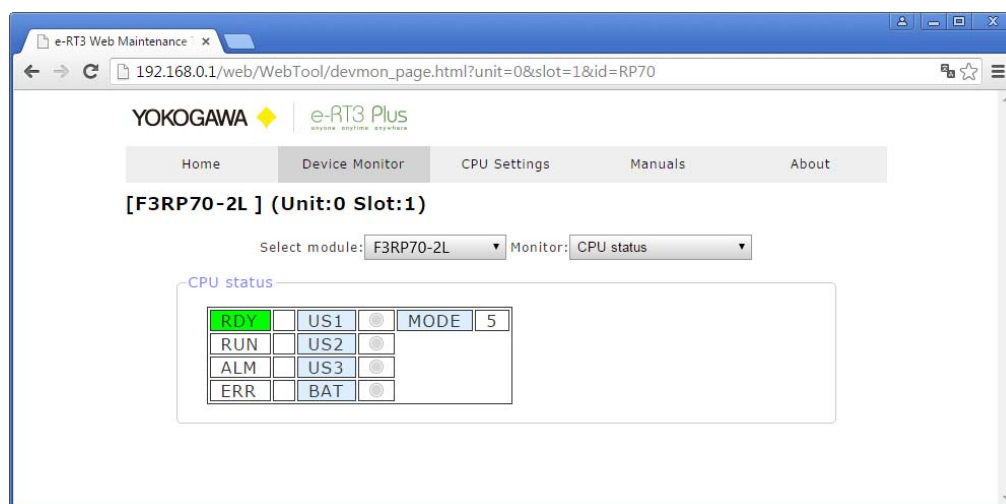 e-RT3 Web Maintenance
192.168.0.1/web/WebTool/devmon_page.html?unit=0&slot=1&id=RP70
YOKOGAWA e-RT3 Plus
anyone anytime anywhere
Home Device Monitor CPU Settings Manuals About
[F3RP70-2L ] (Unit:0 Slot:1)
Select module: F3RP70-2L Monitor: CPU status
CPU status
RDY US1 MODE 5
RUN US2
ALM US3
ERR BAT